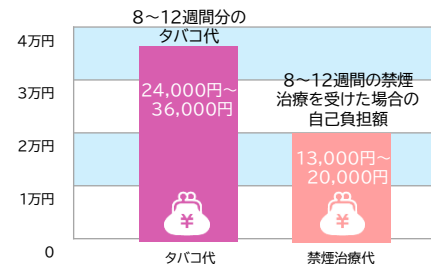 8～12週間分の
タバコ代
4万円
24,000円～
36,000円
8～12週間の禁煙
治療を受けた場合の
自己負担額
3万円
2万円
13,000円～
20,000円
1万円
¥
¥
0
タバコ代
禁煙治療代